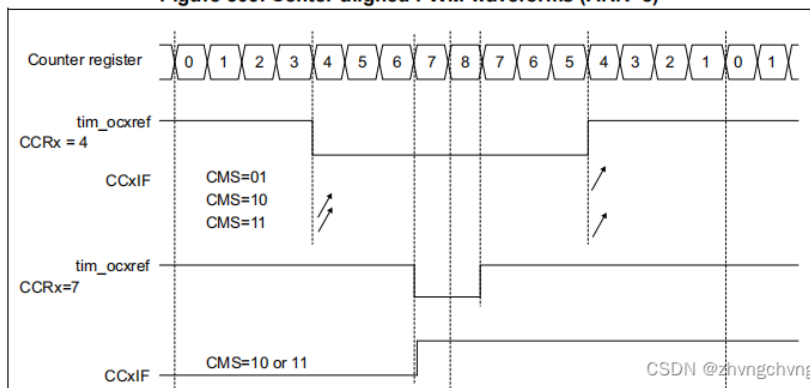 Counter register 0 1 2 3 4 5 6 7 8 7 6 5 4 3 2 1 0 1
tim_ocxref
CCRx = 4
CCxIF
CMS=01
CMS=10
CMS=11
tim_ocxref
CCRx=7
CMS=10 or 11
CCxIF
CSDN @zhvngchvng